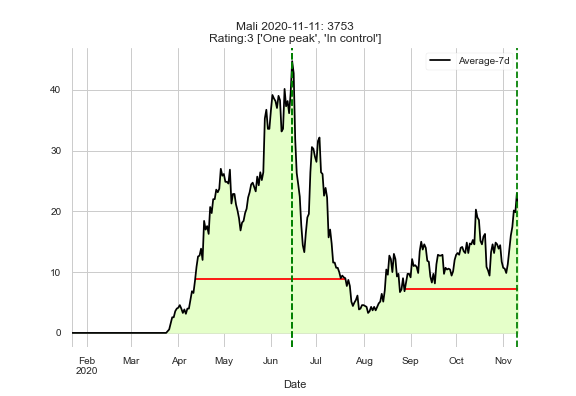 Mali 2020-11-11: 3753
Rating:3 ['One peak', 'In control']
Average-7d
40
30
20
10
0
Feb Mar Apr May Jun Jul Aug Sep Oct Nov
2020
Date